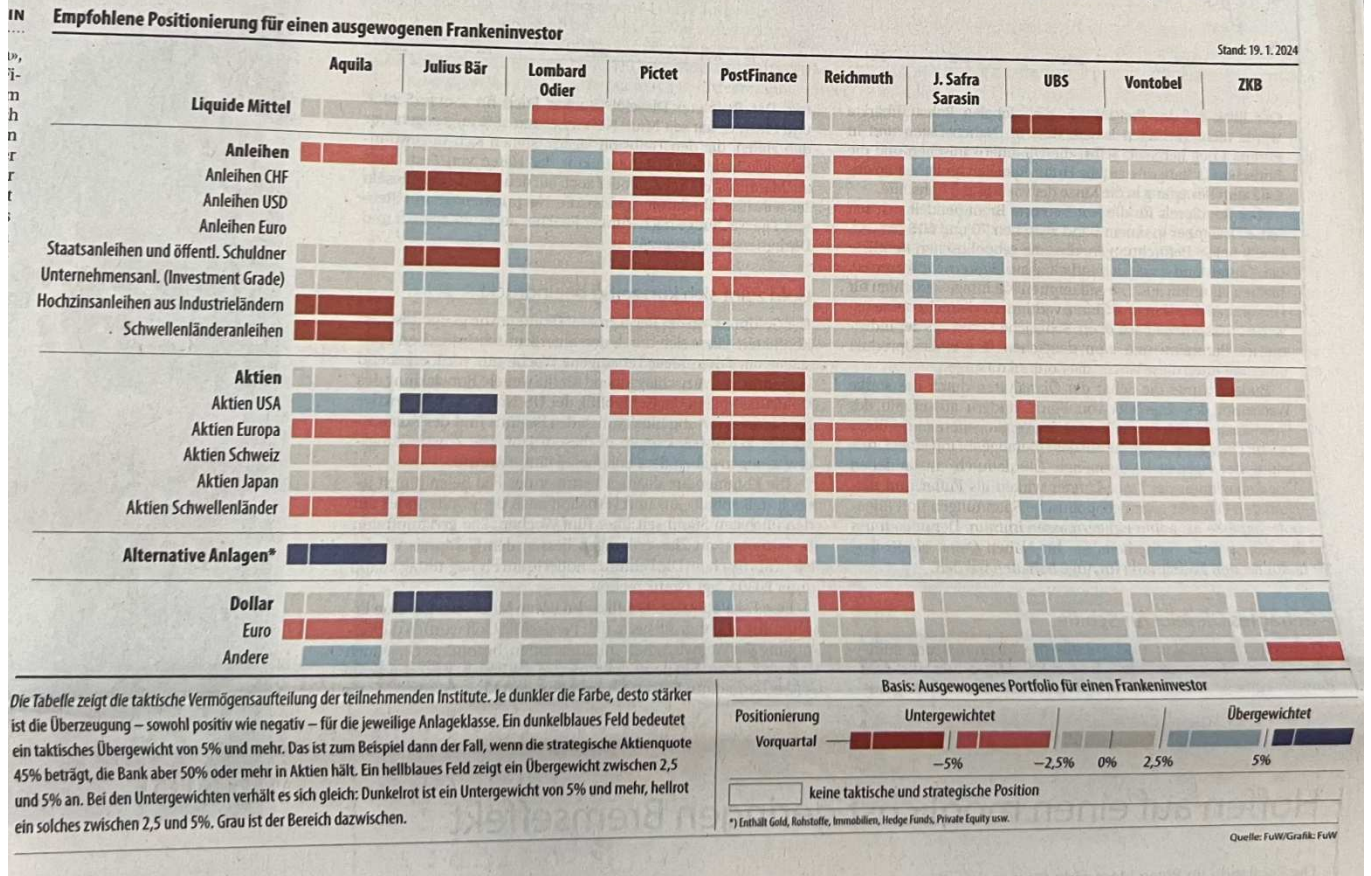 IN
Empfohlene Positionierung für einen ausgewogenen Frankeninvestor
Stand: 19. 1. 2024
Aquila
Julius Bär
Lombard
Odier
Pictet
PostFinance
Reichmuth
J. Safra
Sarasin
UBS
Vontobel
ZKB
Liquide Mittel
Anleihen
Anleihen CHF
Anleihen USD
Anleihen Euro
Staatsanleihen und öffentl. Schuldner
Unternehmensanl. (Investment Grade)
Hochzinsanleihen aus Industrieländern
Schwellenländeranleihen
Aktien
Aktien USA
Aktien Europa
Aktien Schweiz
Aktien Japan
Aktien Schwellenländer
Alternative Anlagen*
Dollar
Euro
Andere
Die Tabelle zeigt die taktische Vermögensaufteilung der teilnehmenden Institute. Je dunkler die Farbe, desto stärker
ist die Überzeugung – sowohl positiv wie negativ – für die jeweilige Anlageklasse. Ein dunkelblaues Feld bedeutet
ein taktisches Übergewicht von 5% und mehr. Das ist zum Beispiel dann der Fall, wenn die strategische Aktienquote
45% beträgt, die Bank aber 50% oder mehr in Aktien hält. Ein hellblaues Feld zeigt ein Übergewicht zwischen 2,5
und 5% an. Bei den Untergewichten verhält es sich gleich: Dunkelrot ist ein Untergewicht von 5% und mehr, hellrot
ein solches zwischen 2,5 und 5%. Grau ist der Bereich dazwischen.
Basis: Ausgewogenes Portfolio für einen Frankeninvestor
Positionierung
Untergewichtet
Übergewichtet
Vorquartal
–5%
–2,5%
0%
2,5%
5%
keine taktische und strategische Position
*) Enthält Gold, Rohstoffe, Immobilien, Hedge Funds, Private Equity usw.
Quelle: FuW/Grafik: FuW